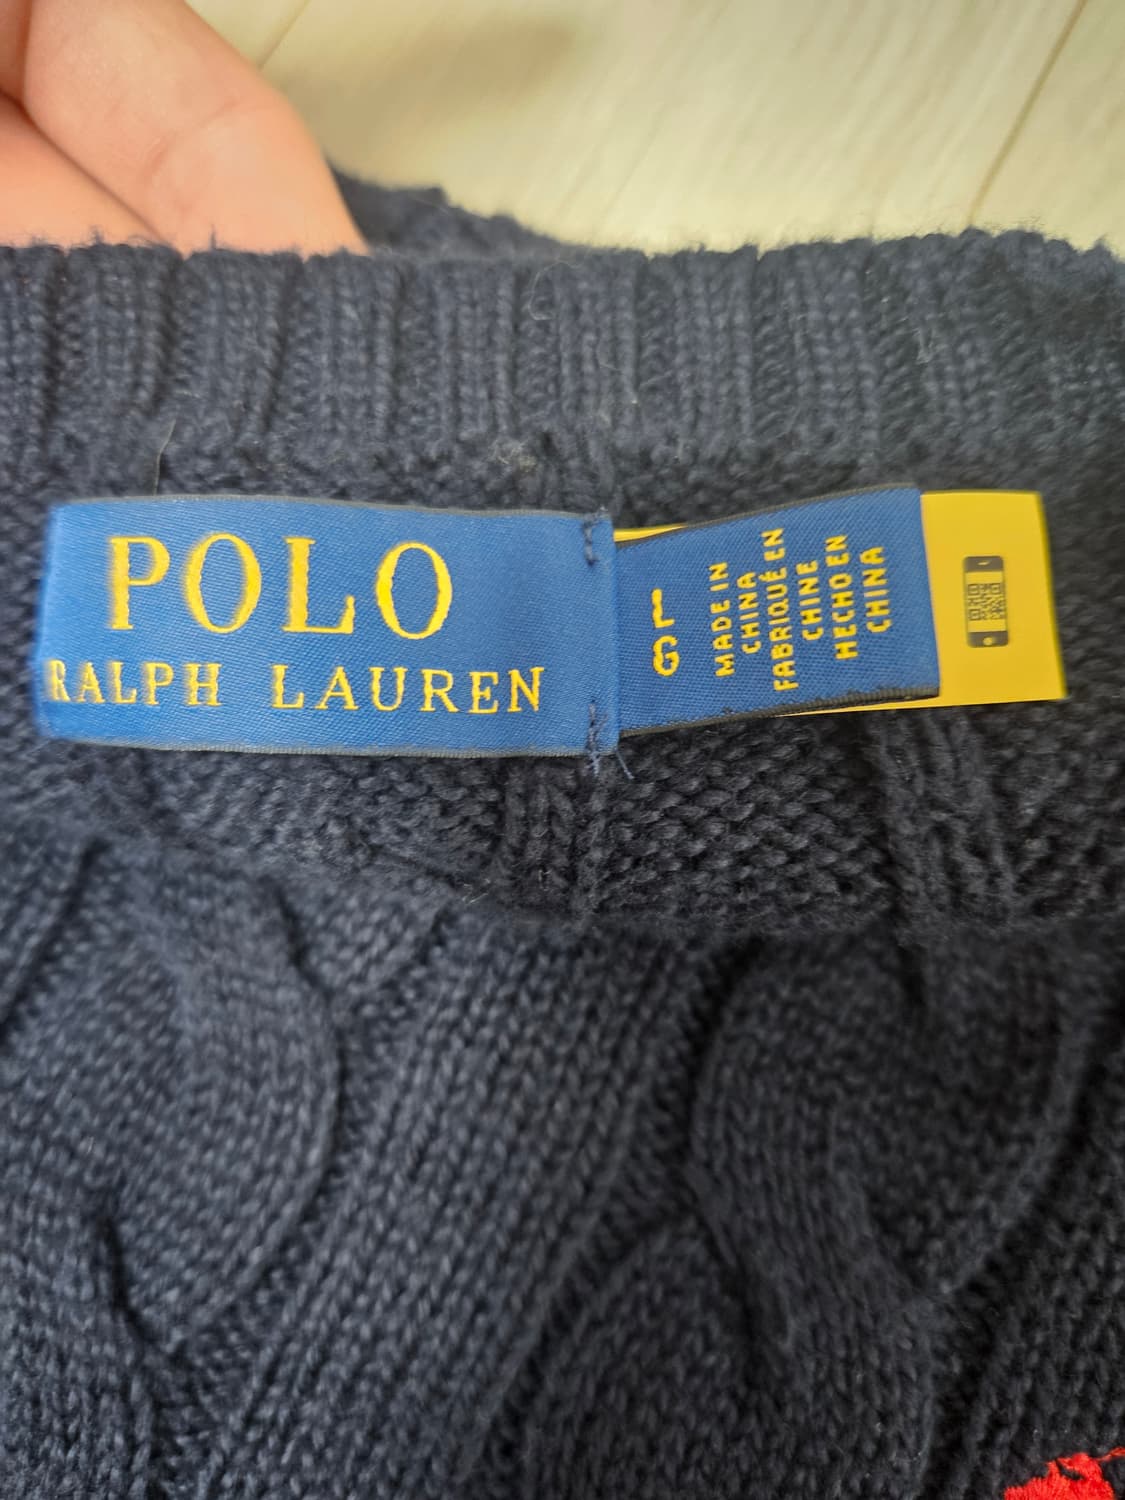 POLO
RALPH LAUREN
L
G
MADE IN
CHINA
FABRIQUÉ EN
CHINE
HECHO EN
CHINA